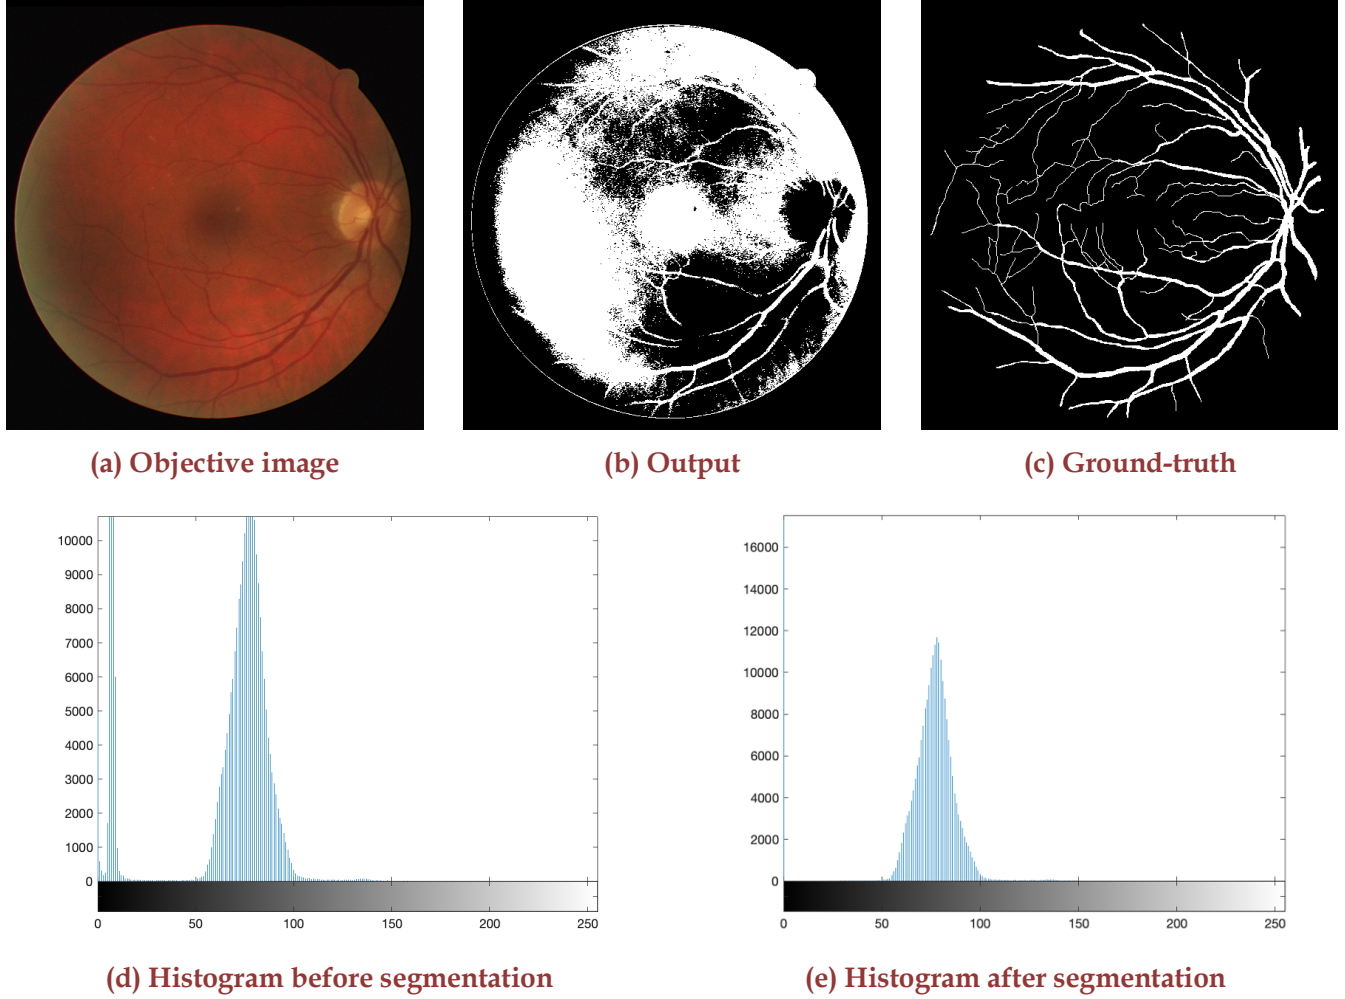 (a) Objective image
(b) Output
(c) Ground-truth
10000
9000
8000
7000
6000
5000
4000
3000
2000
1000
0
0 50 100 150 200 250
16000
14000
12000
10000
8000
6000
4000
2000
0
0 50 100 150 200 250
(d) Histogram before segmentation
(e) Histogram after segmentation